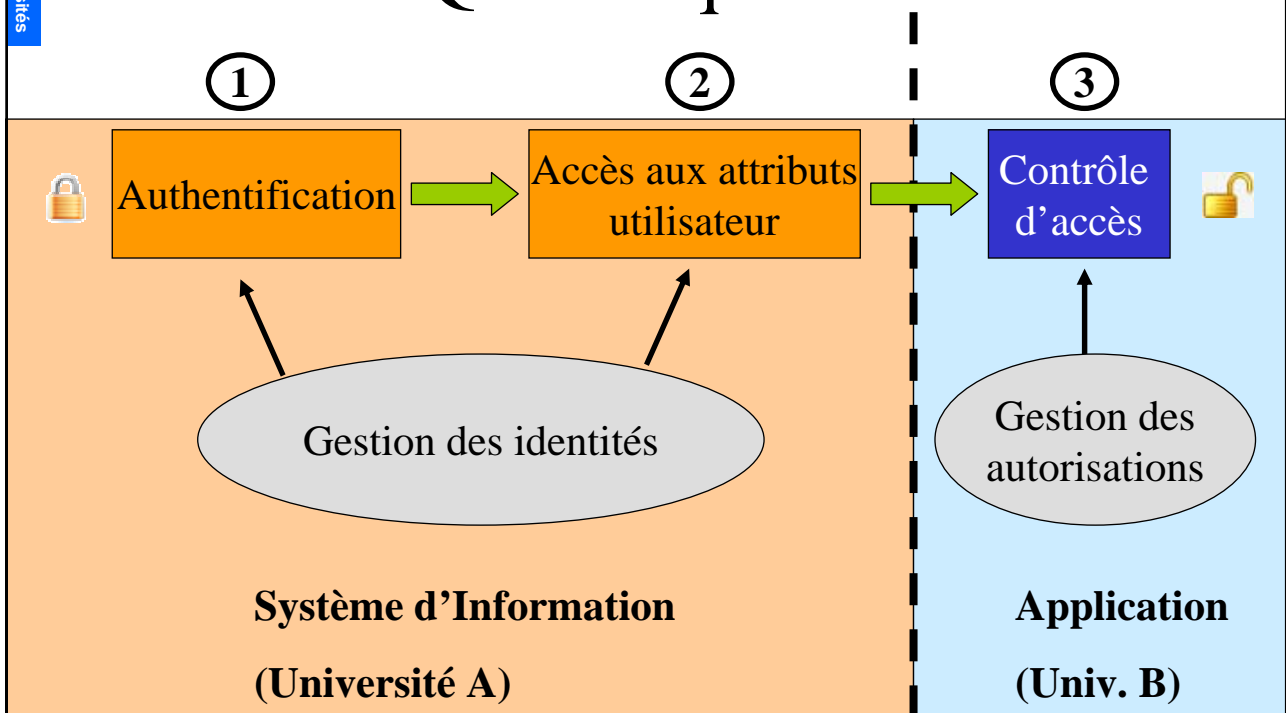 sités
1
2
3
Authentification
Accès aux attributs
utilisateur
Contrôle
d’accès
Gestion des identités
Gestion des
autorisations
Système d’Information
(Université A)
Application
(Univ. B)